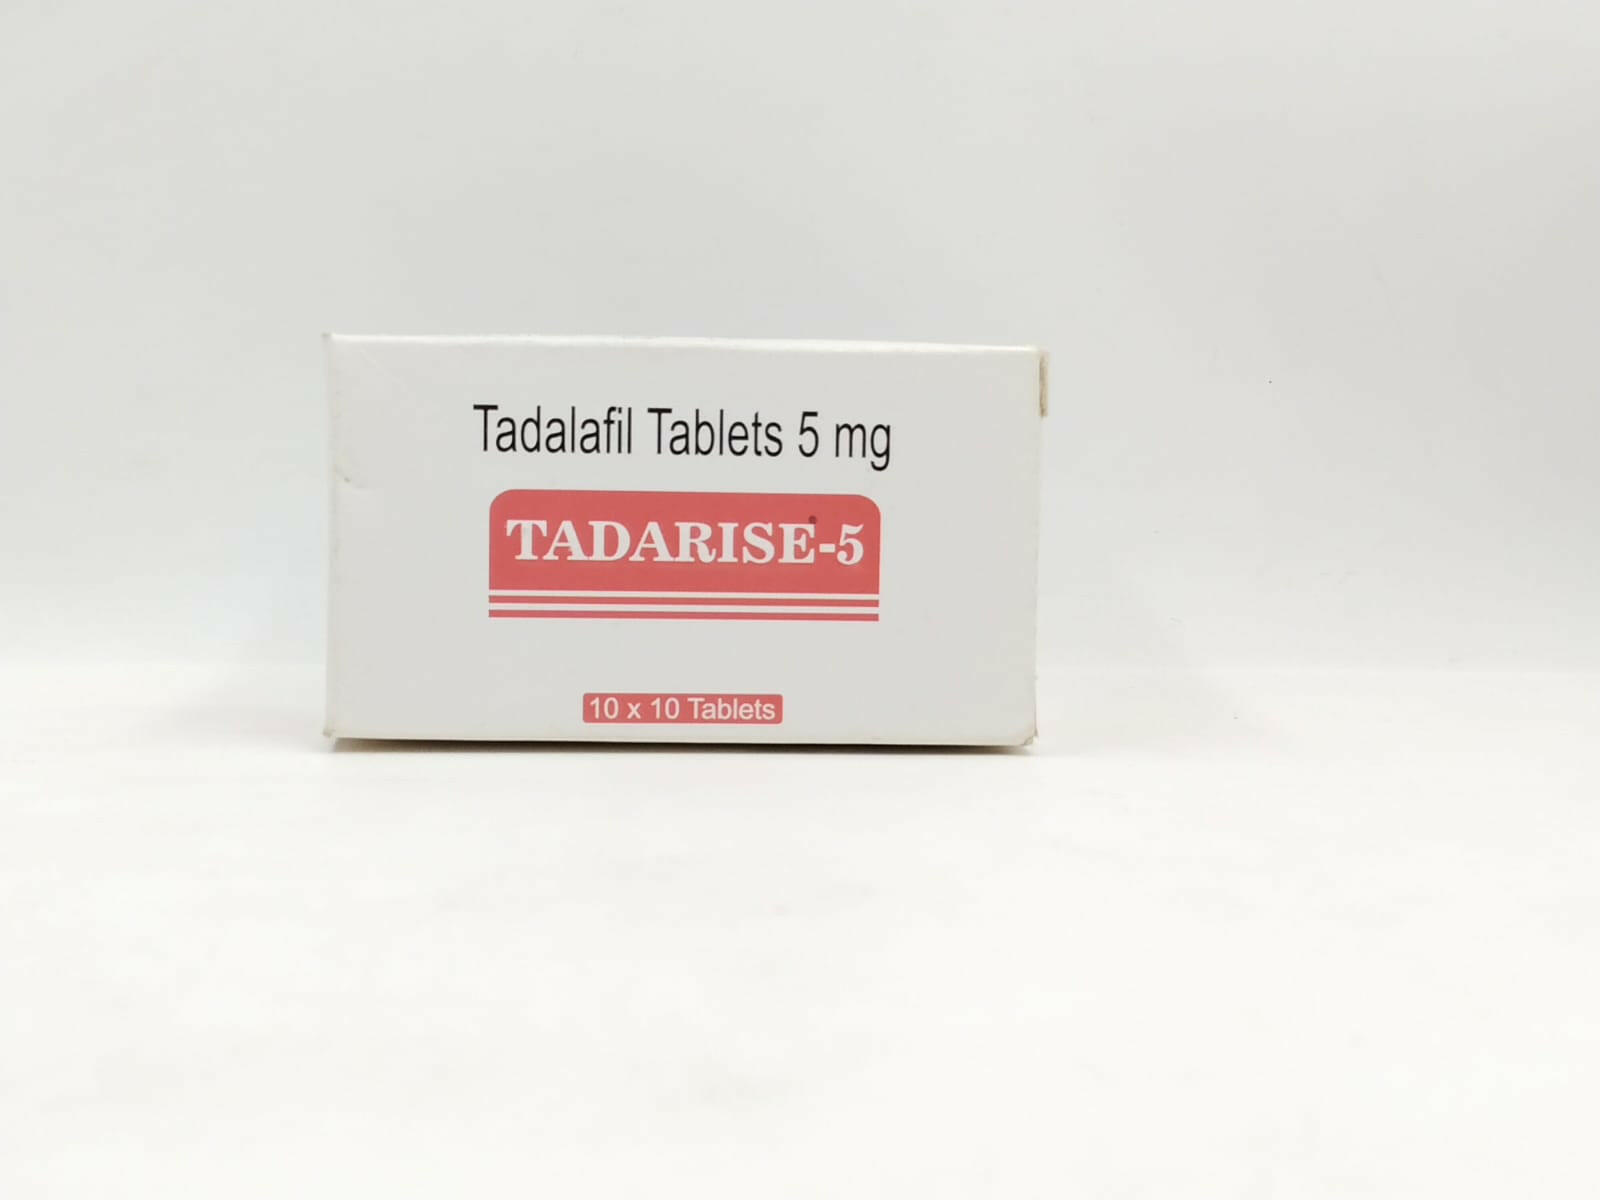 Tadalafil Tablets 5 mg
TADARISE-5
10 x 10 Tablets